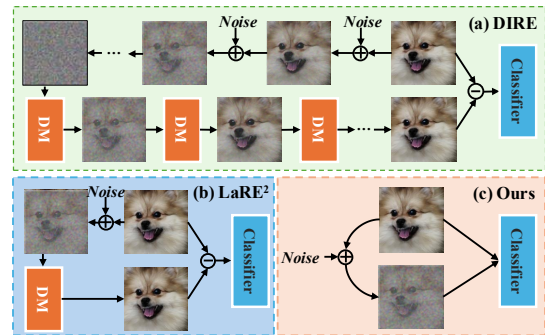 (a) DIRE
Noise
Noise
Classifier
DM
DM
DM
(b) LaRE²
Noise
Classifier
DM
(c) Ours
Noise
Classifier